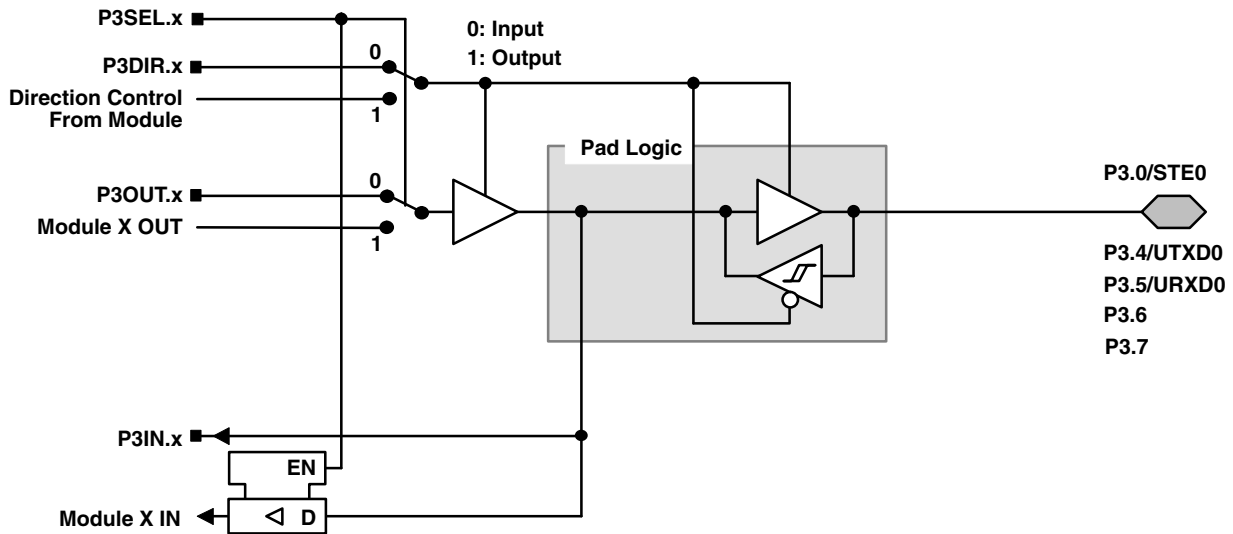 P3SEL.x
0: Input
1: Output
0
P3DIR.x
Direction Control
From Module
1
Pad Logic
P3.0/STE0
0
P3OUT.x
Module X OUT
1
P3.4/UTXD0
P3.5/URXD0
P3.6
P3.7
P3IN.x
EN
Module X IN
D